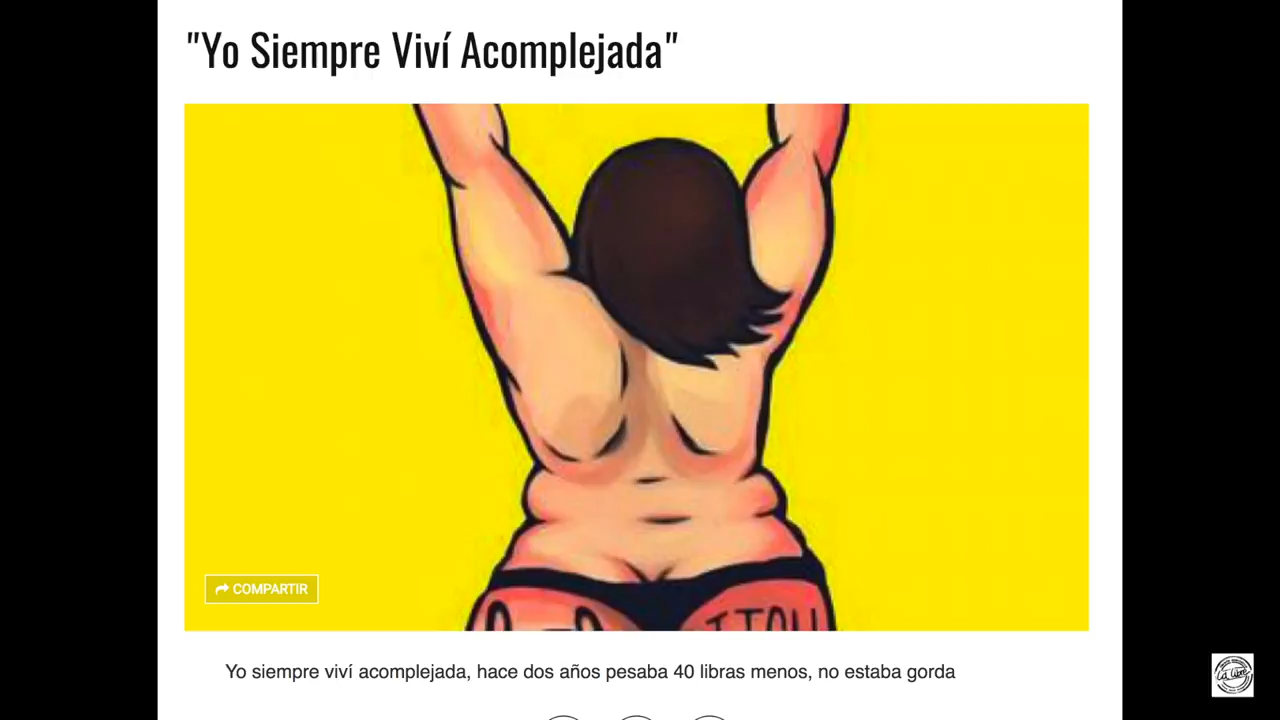 "Yo Siempre Viví Acomplejada"
COMPARTIR
Yo siempre viví acomplejada, hace dos años pesaba 40 libras menos, no estaba gorda